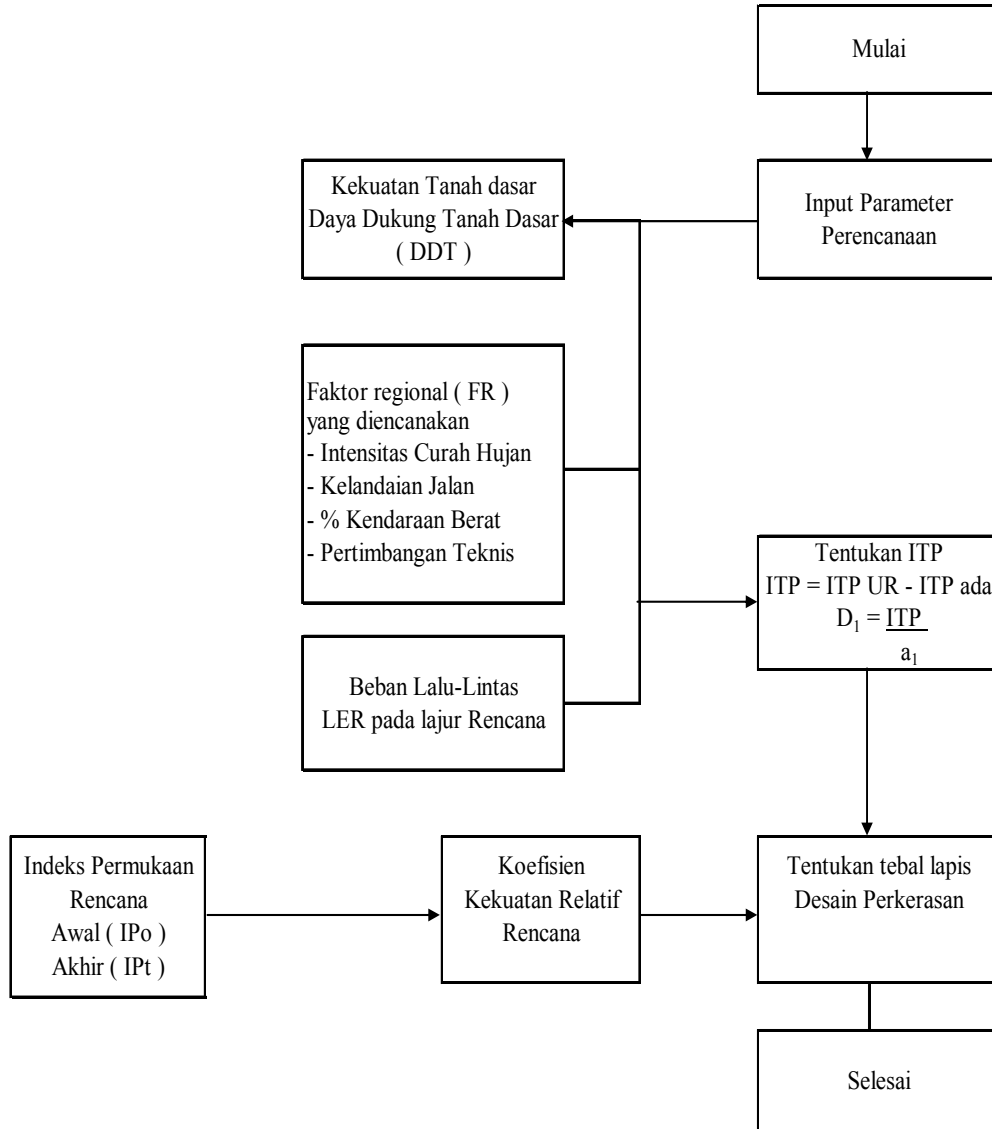 Mulai
Input Parameter
Perencanaan
Kekuatan Tanah dasar
Daya Dukung Tanah Dasar
( DDT )
Faktor regional ( FR )
yang diencanakan
- Intensitas Curah Hujan
- Kelandaian Jalan
- % Kendaraan Berat
- Pertimbangan Teknis
Beban Lalu-Lintas
LER pada lajur Rencana
Tentukan ITP
ITP = ITP UR - ITP ada
D₁ = ITP
a₁
Indeks Permukaan
Rencana
Awal ( IPo )
Akhir ( IPt )
Koefisien
Kekuatan Relatif
Rencana
Tentukan tebal lapis
Desain Perkerasan
Selesai